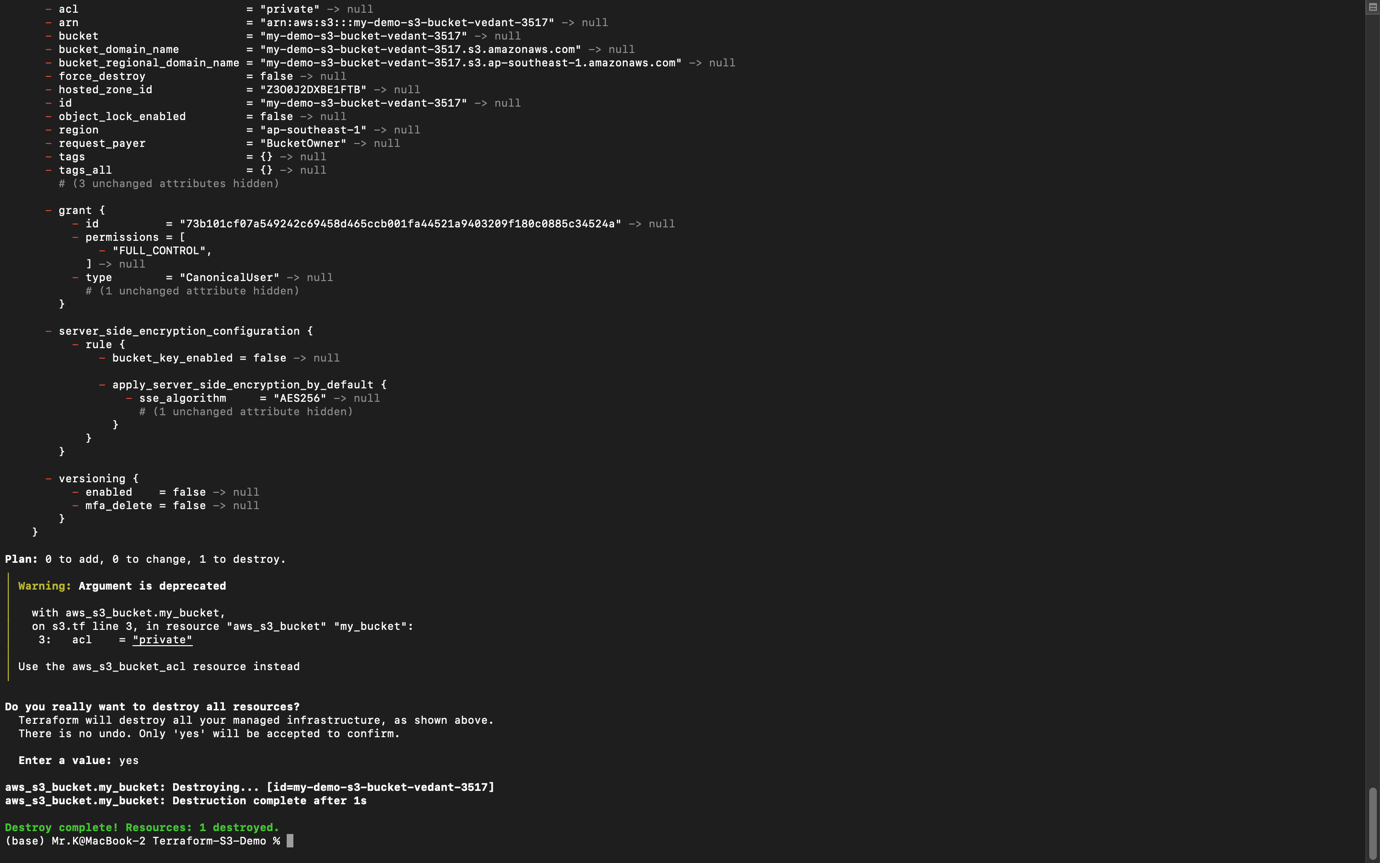 - acl = "private" -> null
- arn = "arn:aws:s3:::my-demo-s3-bucket-vedant-3517" -> null
- bucket = "my-demo-s3-bucket-vedant-3517" -> null
- bucket_domain_name = "my-demo-s3-bucket-vedant-3517.s3.amazonaws.com" -> null
- bucket_regional_domain_name = "my-demo-s3-bucket-vedant-3517.s3.ap-southeast-1.amazonaws.com" -> null
- force_destroy = false -> null
- hosted_zone_id = "Z3O0J2DXBE1FTB" -> null
- id = "my-demo-s3-bucket-vedant-3517" -> null
- object_lock_enabled = false -> null
- region = "ap-southeast-1" -> null
- request_payer = "BucketOwner" -> null
- tags = {} -> null
- tags_all = {} -> null
# (3 unchanged attributes hidden)
- grant {
- id = "73b101cf07a549242c69458d465ccb001fa44521a9403209f180c0885c34524a" -> null
- permissions = [
- "FULL_CONTROL",
] -> null
- type = "CanonicalUser" -> null
# (1 unchanged attribute hidden)
}
- server_side_encryption_configuration {
- rule {
- bucket_key_enabled = false -> null
- apply_server_side_encryption_by_default {
- sse_algorithm = "AES256" -> null
# (1 unchanged attribute hidden)
}
}
}
- versioning {
- enabled = false -> null
- mfa_delete = false -> null
}
}
Plan: 0 to add, 0 to change, 1 to destroy.
Warning: Argument is deprecated
with aws_s3_bucket.my_bucket,
on s3.tf line 3, in resource "aws_s3_bucket" "my_bucket":
3: acl = "private"
Use the aws_s3_bucket_acl resource instead
Do you really want to destroy all resources?
Terraform will destroy all your managed infrastructure, as shown above.
There is no undo. Only 'yes' will be accepted to confirm.
Enter a value: yes
aws_s3_bucket.my_bucket: Destroying... [id=my-demo-s3-bucket-vedant-3517]
aws_s3_bucket.my_bucket: Destruction complete after 1s
Destroy complete! Resources: 1 destroyed.
(base) Mr.K@MacBook-2 Terraform-S3-Demo %